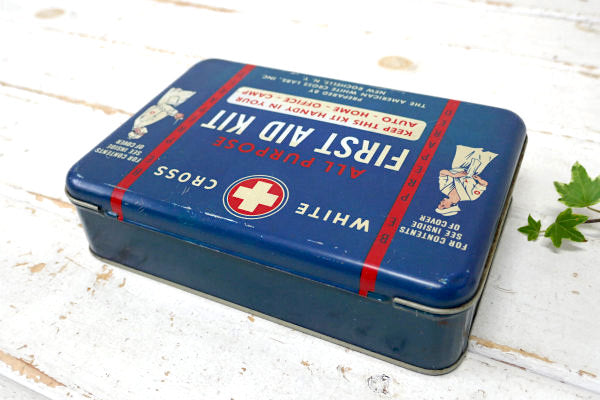 WHITE CROSS
ALL PURPOSE
FIRST AID KIT
KEEP THIS KIT HANDY IN YOUR
AUTO - HOME - OFFICE - CAMP
PREPARED BY
THE AMERICAN WHITE CROSS LABS., INC.
NEW ROCHELLE, N. Y.
BE PREPARED
FOR CONTENTS
SEE INSIDE
OF COVER
FOR CONTENTS
SEE INSIDE
OF COVER